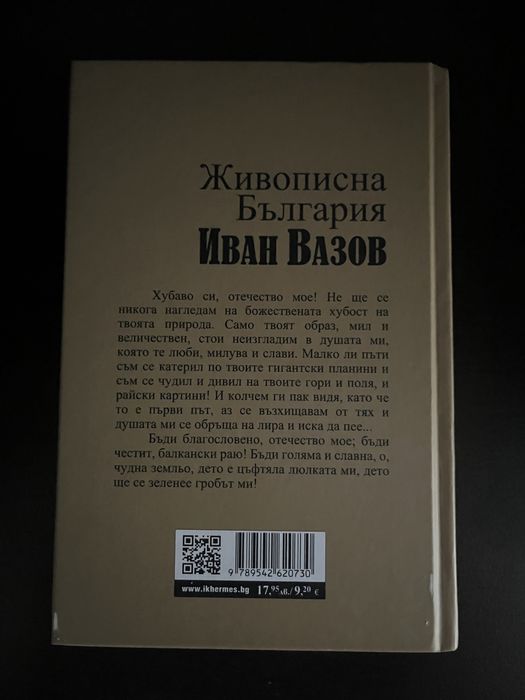 Живописна
България
ИВАН ВАЗОВ
Хубаво си, отечество мое! Не ще се
никога нагледам на божествената хубост на
твоята природа. Само твоят образ, мил и
величествен, стои неизгладим в душата ми,
която те люби, милува и слави. Малко ли пъти
съм се катерил по твоите гигантски планини и
съм се чудил и дивил на твоите гори и поля, и
райски картини! И колчем ги пак видя, като че
то е първи път, аз се възхищавам от тях и
душата ми се обръща на лира и иска да пее...
Бъди благословено, отечество мое; бъди
честит, балкански раю! Бъди голяма и славна, о,
чудна земльо, дето е цъфтяла люлката ми, дето
ще се зеленее гробът ми!
9 789542 620730
www.ikhermes.bg 17,95 лв./9,20 €